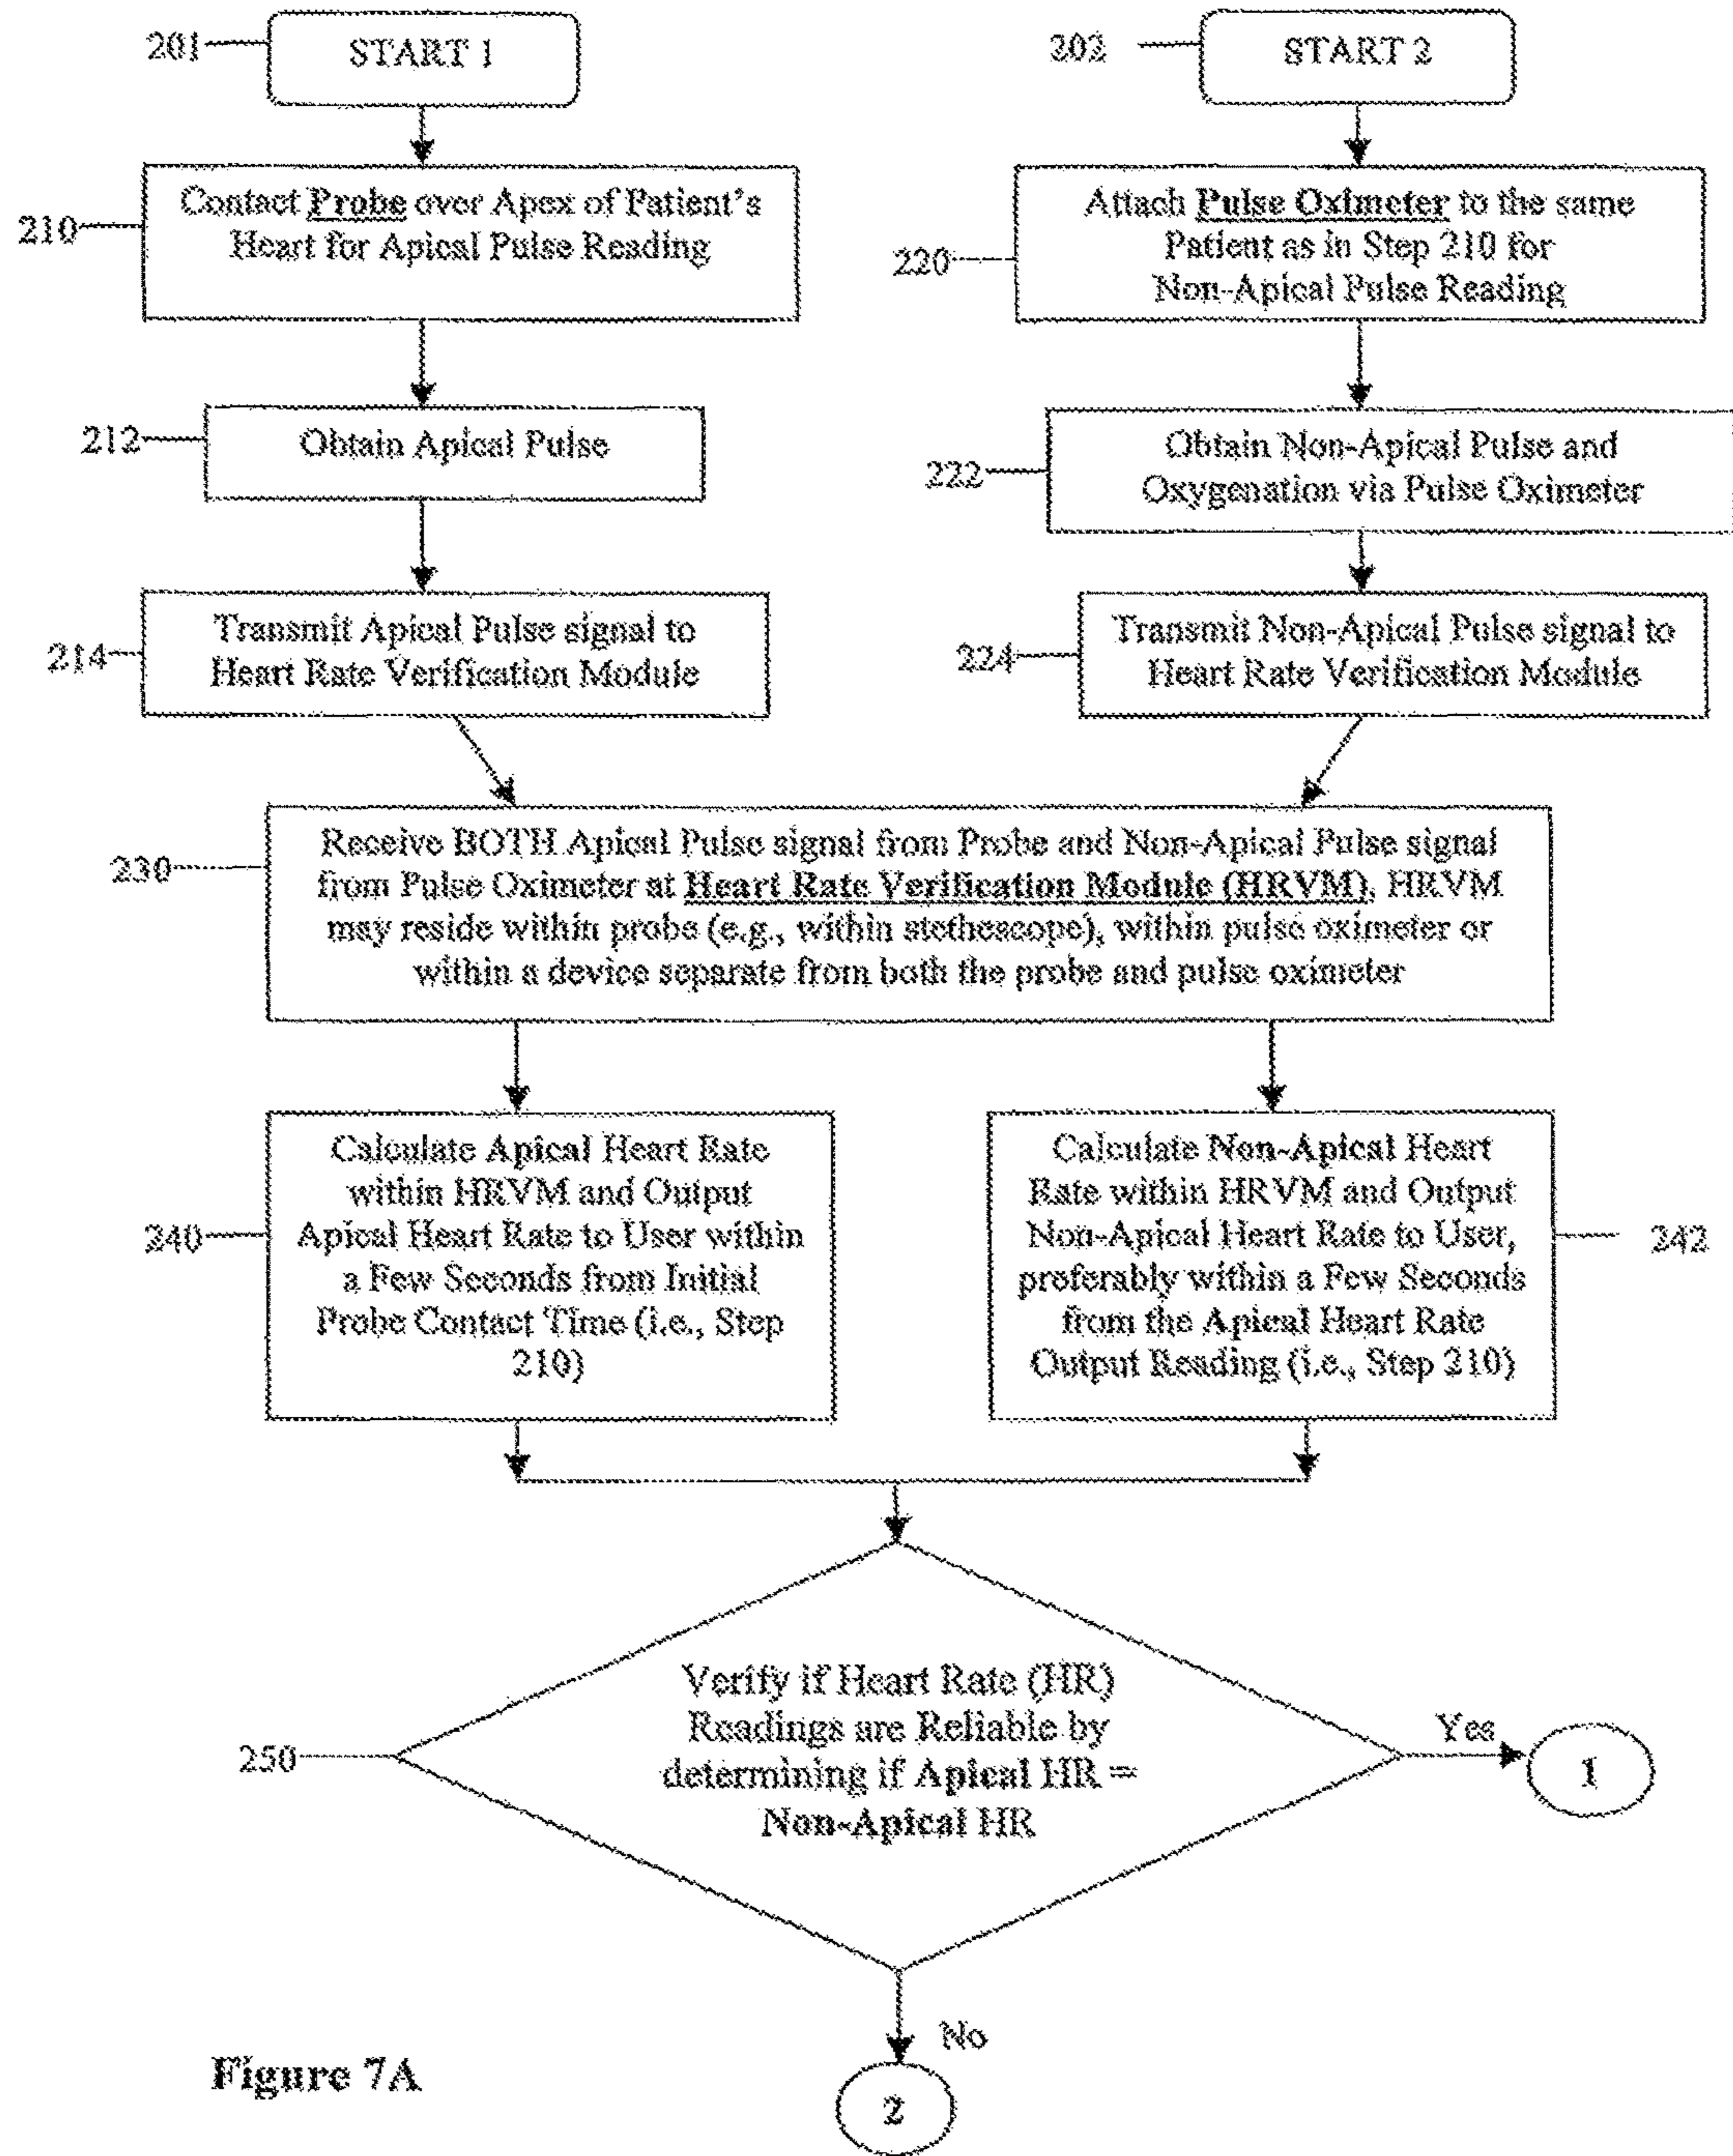 201
START 1
202
START 2
210
Contact Probe over Apex of Patient's
Heart for Apical Pulse Reading
220
Attach Pulse Oximeter to the same
Patient as in Step 210 for
Non-Apical Pulse Reading
212
Obtain Apical Pulse
222
Obtain Non-Apical Pulse and
Oxygenation via Pulse Oximeter
214
Transmit Apical Pulse signal to
Heart Rate Verification Module
224
Transmit Non-Apical Pulse signal to
Heart Rate Verification Module
230
Receive BOTH Apical Pulse signal from Probe and Non-Apical Pulse signal
from Pulse Oximeter at Heart Rate Verification Module (HRVM). HRVM
may reside within probe (e.g., within stethescope), within pulse oximeter or
within a device separate from both the probe and pulse oximeter
240
Calculate Apical Heart Rate
within HRVM and Output
Apical Heart Rate to User within
a Few Seconds from Initial
Probe Contact Time (i.e., Step
210)
Calculate Non-Apical Heart
Rate within HRVM and Output
Non-Apical Heart Rate to User,
preferably within a Few Seconds
from the Apical Heart Rate
Output Reading (i.e., Step 210)
242
250
Verify if Heart Rate (HR)
Readings are Reliable by
determining if Apical HR =
Non-Apical HR
Yes
1
No
2
Figure 7A